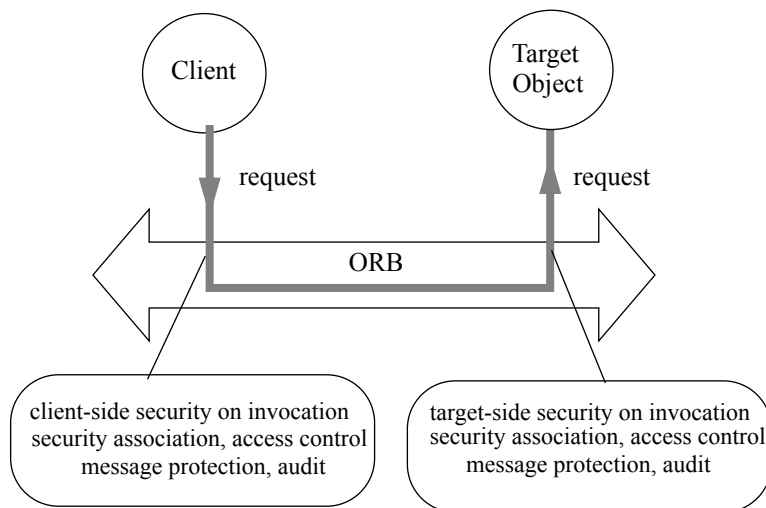 Client
Target
Object
request
request
ORB
client-side security on invocation
security association, access control
message protection, audit
target-side security on invocation
security association, access control
message protection, audit